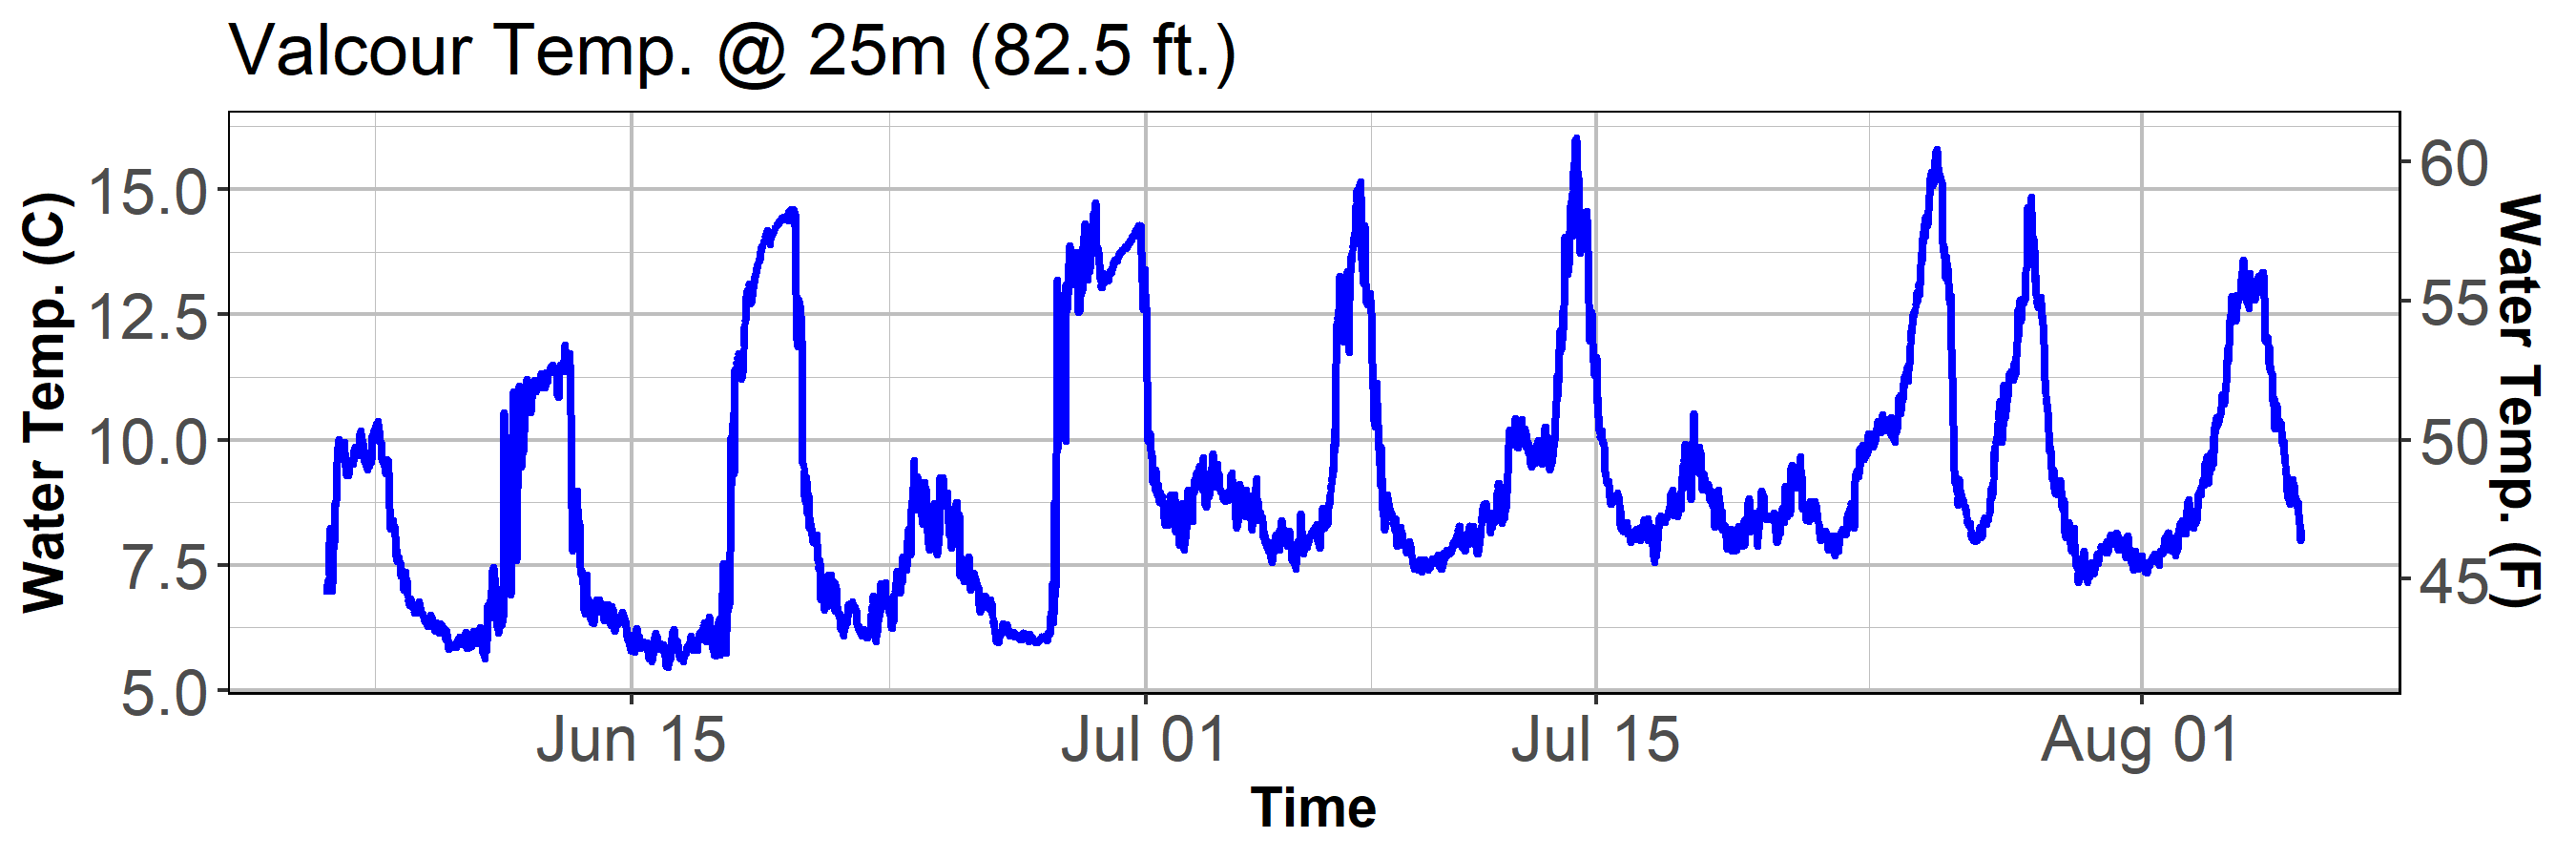 Valcour Temp. @ 25m (82.5 ft.)
Water Temp. (C)
15.0
12.5
10.0
7.5
5.0
60
55
50
45
Water Temp. (F)
Jun 15
Jul 01
Jul 15
Aug 01
Time